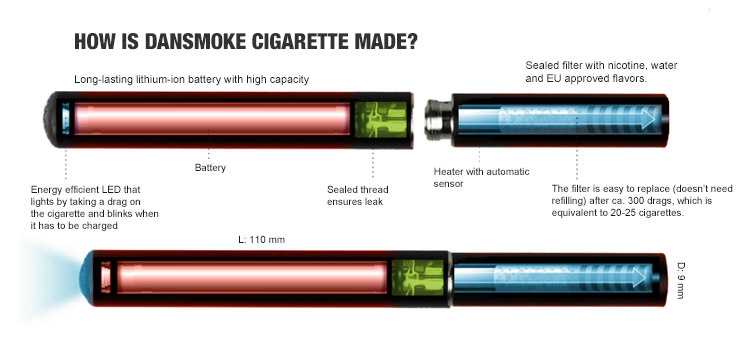 HOW IS DANSMOKE CIGARETTE MADE?
Sealed filter with nicotine, water
and EU approved flavors.
Long-lasting lithium-ion battery with high capacity
Battery
Energy efficient LED that
lights by taking a drag on
the cigarette and blinks when
it has to be charged
Sealed thread
ensures leak
Heater with automatic
sensor
The filter is easy to replace (doesn't need
refilling) after ca. 300 drags, which is
equivalent to 20-25 cigarettes.
L: 110 mm
D: 9 mm